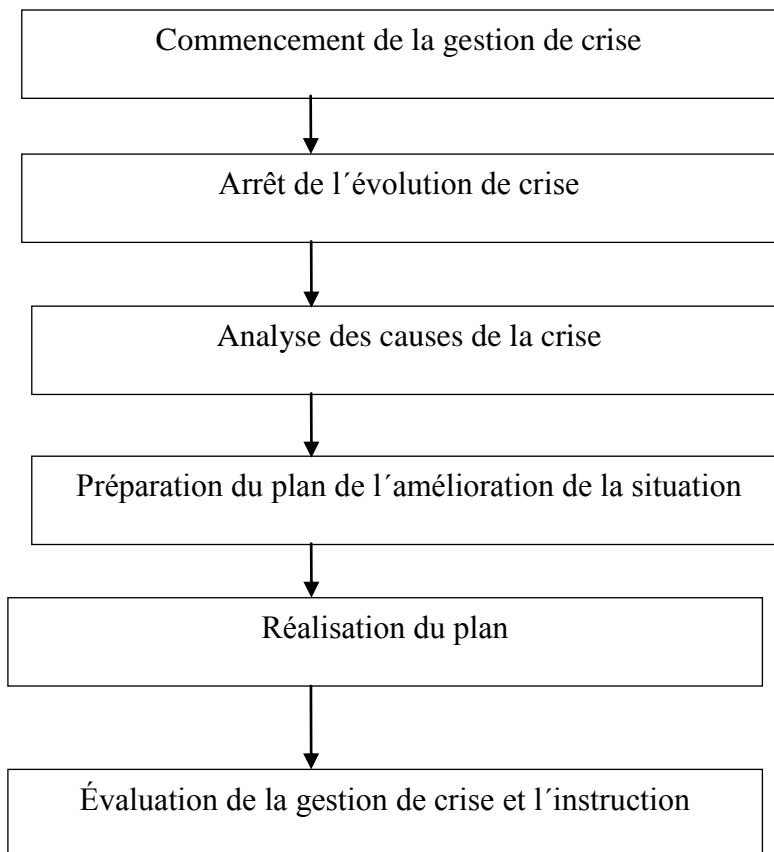 Commencement de la gestion de crise
Arrêt de l´évolution de crise
Analyse des causes de la crise
Préparation du plan de l´amélioration de la situation
Réalisation du plan
Évaluation de la gestion de crise et l´instruction